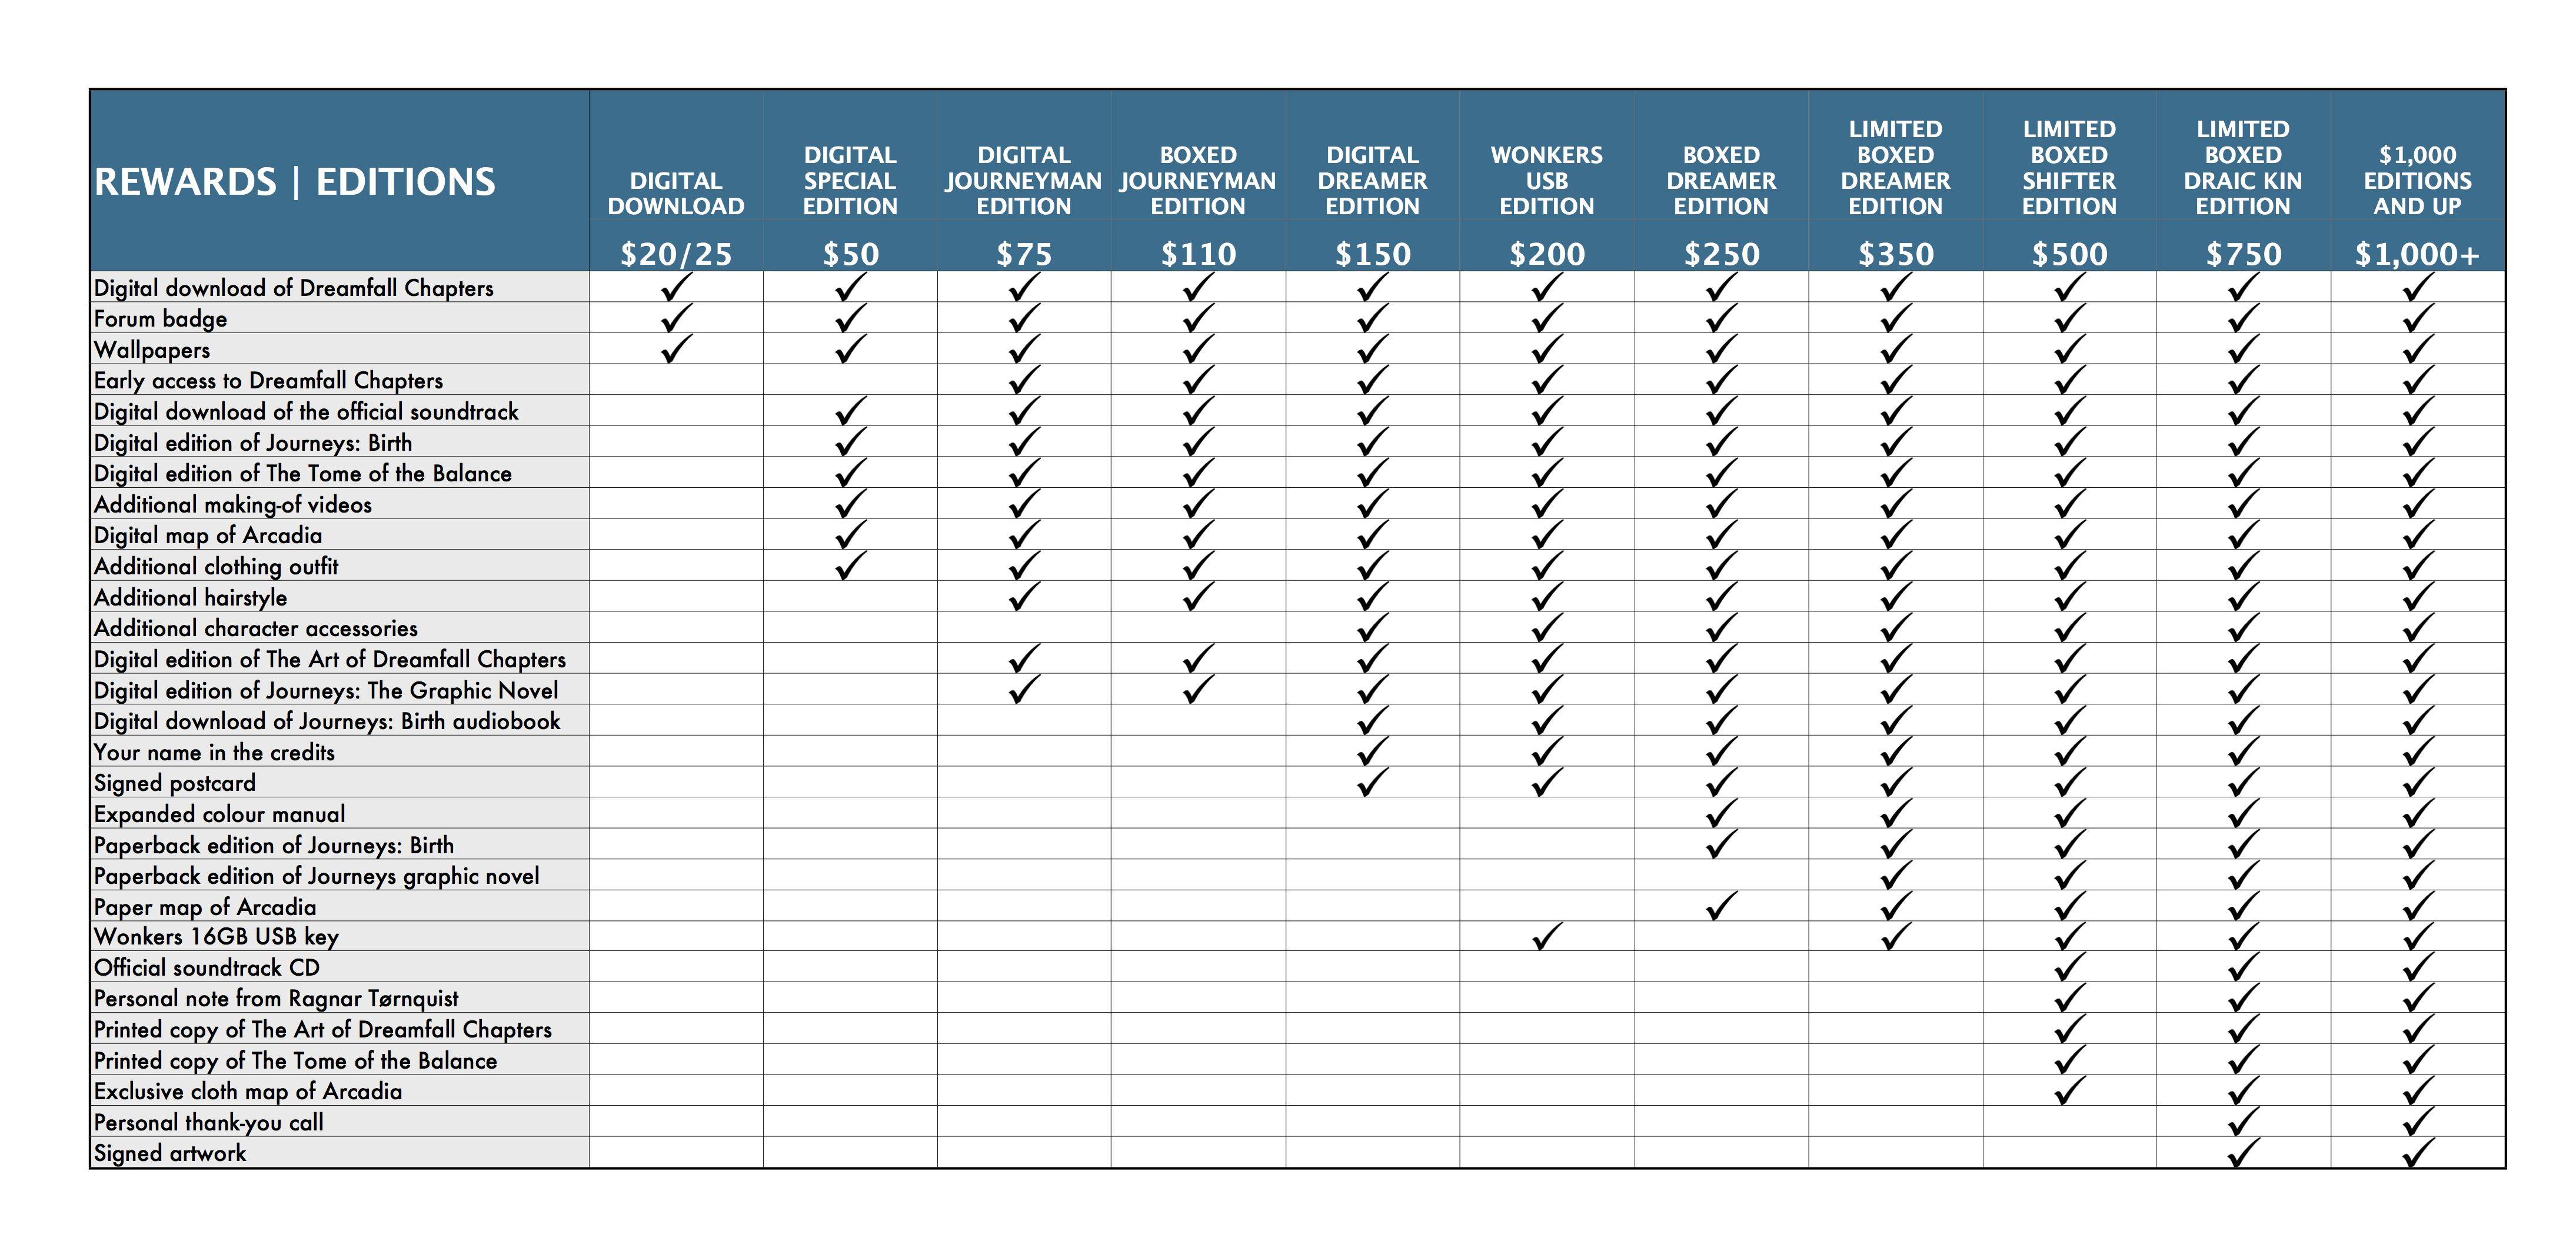 REWARDS | EDITIONS
DIGITAL DOWNLOAD $20/25
DIGITAL SPECIAL EDITION $50
DIGITAL JOURNEYMAN EDITION $75
BOXED JOURNEYMAN EDITION $110
DIGITAL DREAMER EDITION $150
WONKERS USB EDITION $200
BOXED DREAMER EDITION $250
LIMITED BOXED DREAMER EDITION $350
LIMITED BOXED SHIFTER EDITION $500
LIMITED BOXED DRAIC KIN EDITION $750
$1,000 EDITIONS AND UP $1,000+
Digital download of Dreamfall Chapters ✓ ✓ ✓ ✓ ✓ ✓ ✓ ✓ ✓ ✓ ✓
Forum badge ✓ ✓ ✓ ✓ ✓ ✓ ✓ ✓ ✓ ✓ ✓
Wallpapers ✓ ✓ ✓ ✓ ✓ ✓ ✓ ✓ ✓ ✓ ✓
Early access to Dreamfall Chapters ✓ ✓ ✓ ✓ ✓ ✓ ✓ ✓ ✓
Digital download of the official soundtrack ✓ ✓ ✓ ✓ ✓ ✓ ✓ ✓ ✓ ✓
Digital edition of Journeys: Birth ✓ ✓ ✓ ✓ ✓ ✓ ✓ ✓ ✓ ✓
Digital edition of The Tome of the Balance ✓ ✓ ✓ ✓ ✓ ✓ ✓ ✓ ✓ ✓
Additional making-of videos ✓ ✓ ✓ ✓ ✓ ✓ ✓ ✓ ✓ ✓
Digital map of Arcadia ✓ ✓ ✓ ✓ ✓ ✓ ✓ ✓ ✓ ✓
Additional clothing outfit ✓ ✓ ✓ ✓ ✓ ✓ ✓ ✓ ✓ ✓
Additional hairstyle ✓ ✓ ✓ ✓ ✓ ✓ ✓ ✓ ✓
Additional character accessories ✓ ✓ ✓ ✓ ✓ ✓ ✓
Digital edition of The Art of Dreamfall Chapters ✓ ✓ ✓ ✓ ✓ ✓ ✓ ✓ ✓
Digital edition of Journeys: The Graphic Novel ✓ ✓ ✓ ✓ ✓ ✓ ✓ ✓ ✓
Digital download of Journeys: Birth audiobook ✓ ✓ ✓ ✓ ✓ ✓ ✓
Your name in the credits ✓ ✓ ✓ ✓ ✓ ✓ ✓
Signed postcard ✓ ✓ ✓ ✓ ✓ ✓ ✓
Expanded colour manual ✓ ✓ ✓ ✓ ✓
Paperback edition of Journeys: Birth ✓ ✓ ✓ ✓ ✓
Paperback edition of Journeys graphic novel ✓ ✓ ✓ ✓
Paper map of Arcadia ✓ ✓ ✓ ✓ ✓
Wonkers 16GB USB key ✓ ✓ ✓ ✓ ✓
Official soundtrack CD ✓ ✓ ✓
Personal note from Ragnar Tørnquist ✓ ✓ ✓
Printed copy of The Art of Dreamfall Chapters ✓ ✓ ✓
Printed copy of The Tome of the Balance ✓ ✓ ✓
Exclusive cloth map of Arcadia ✓ ✓ ✓
Personal thank-you call ✓ ✓
Signed artwork ✓ ✓